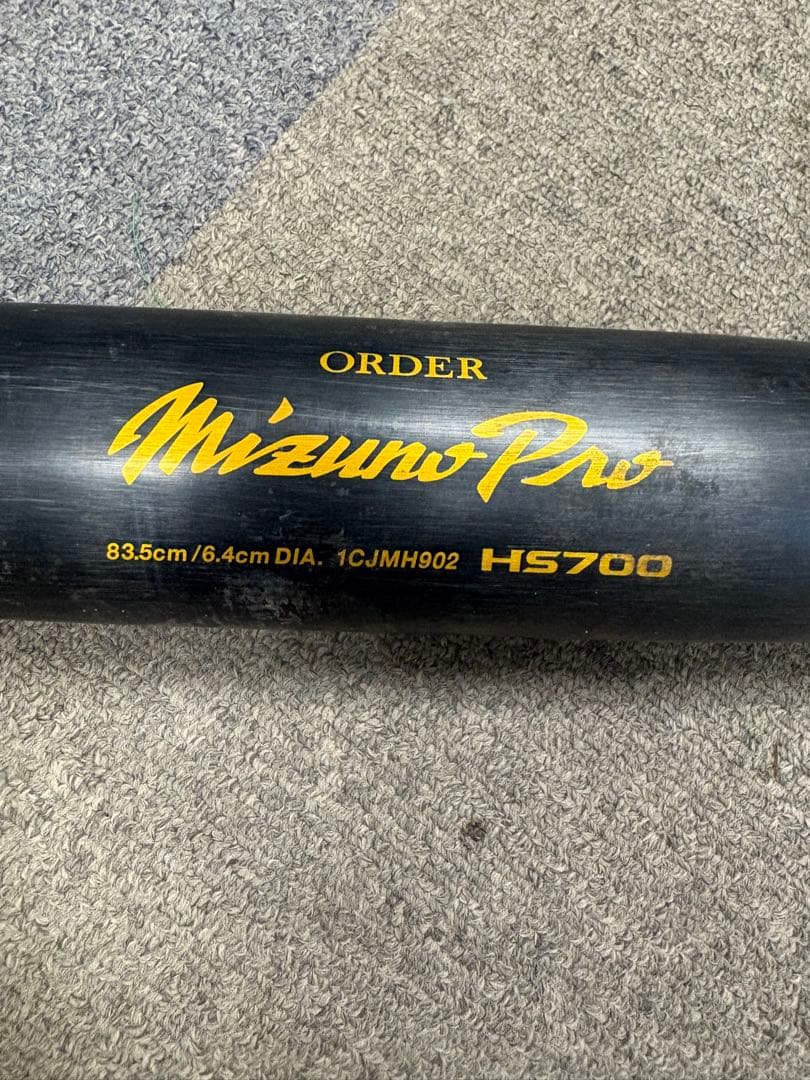 ORDER
Mizuno Pro
83.5cm/6.4cm DIA. 1CJMH902 HS700